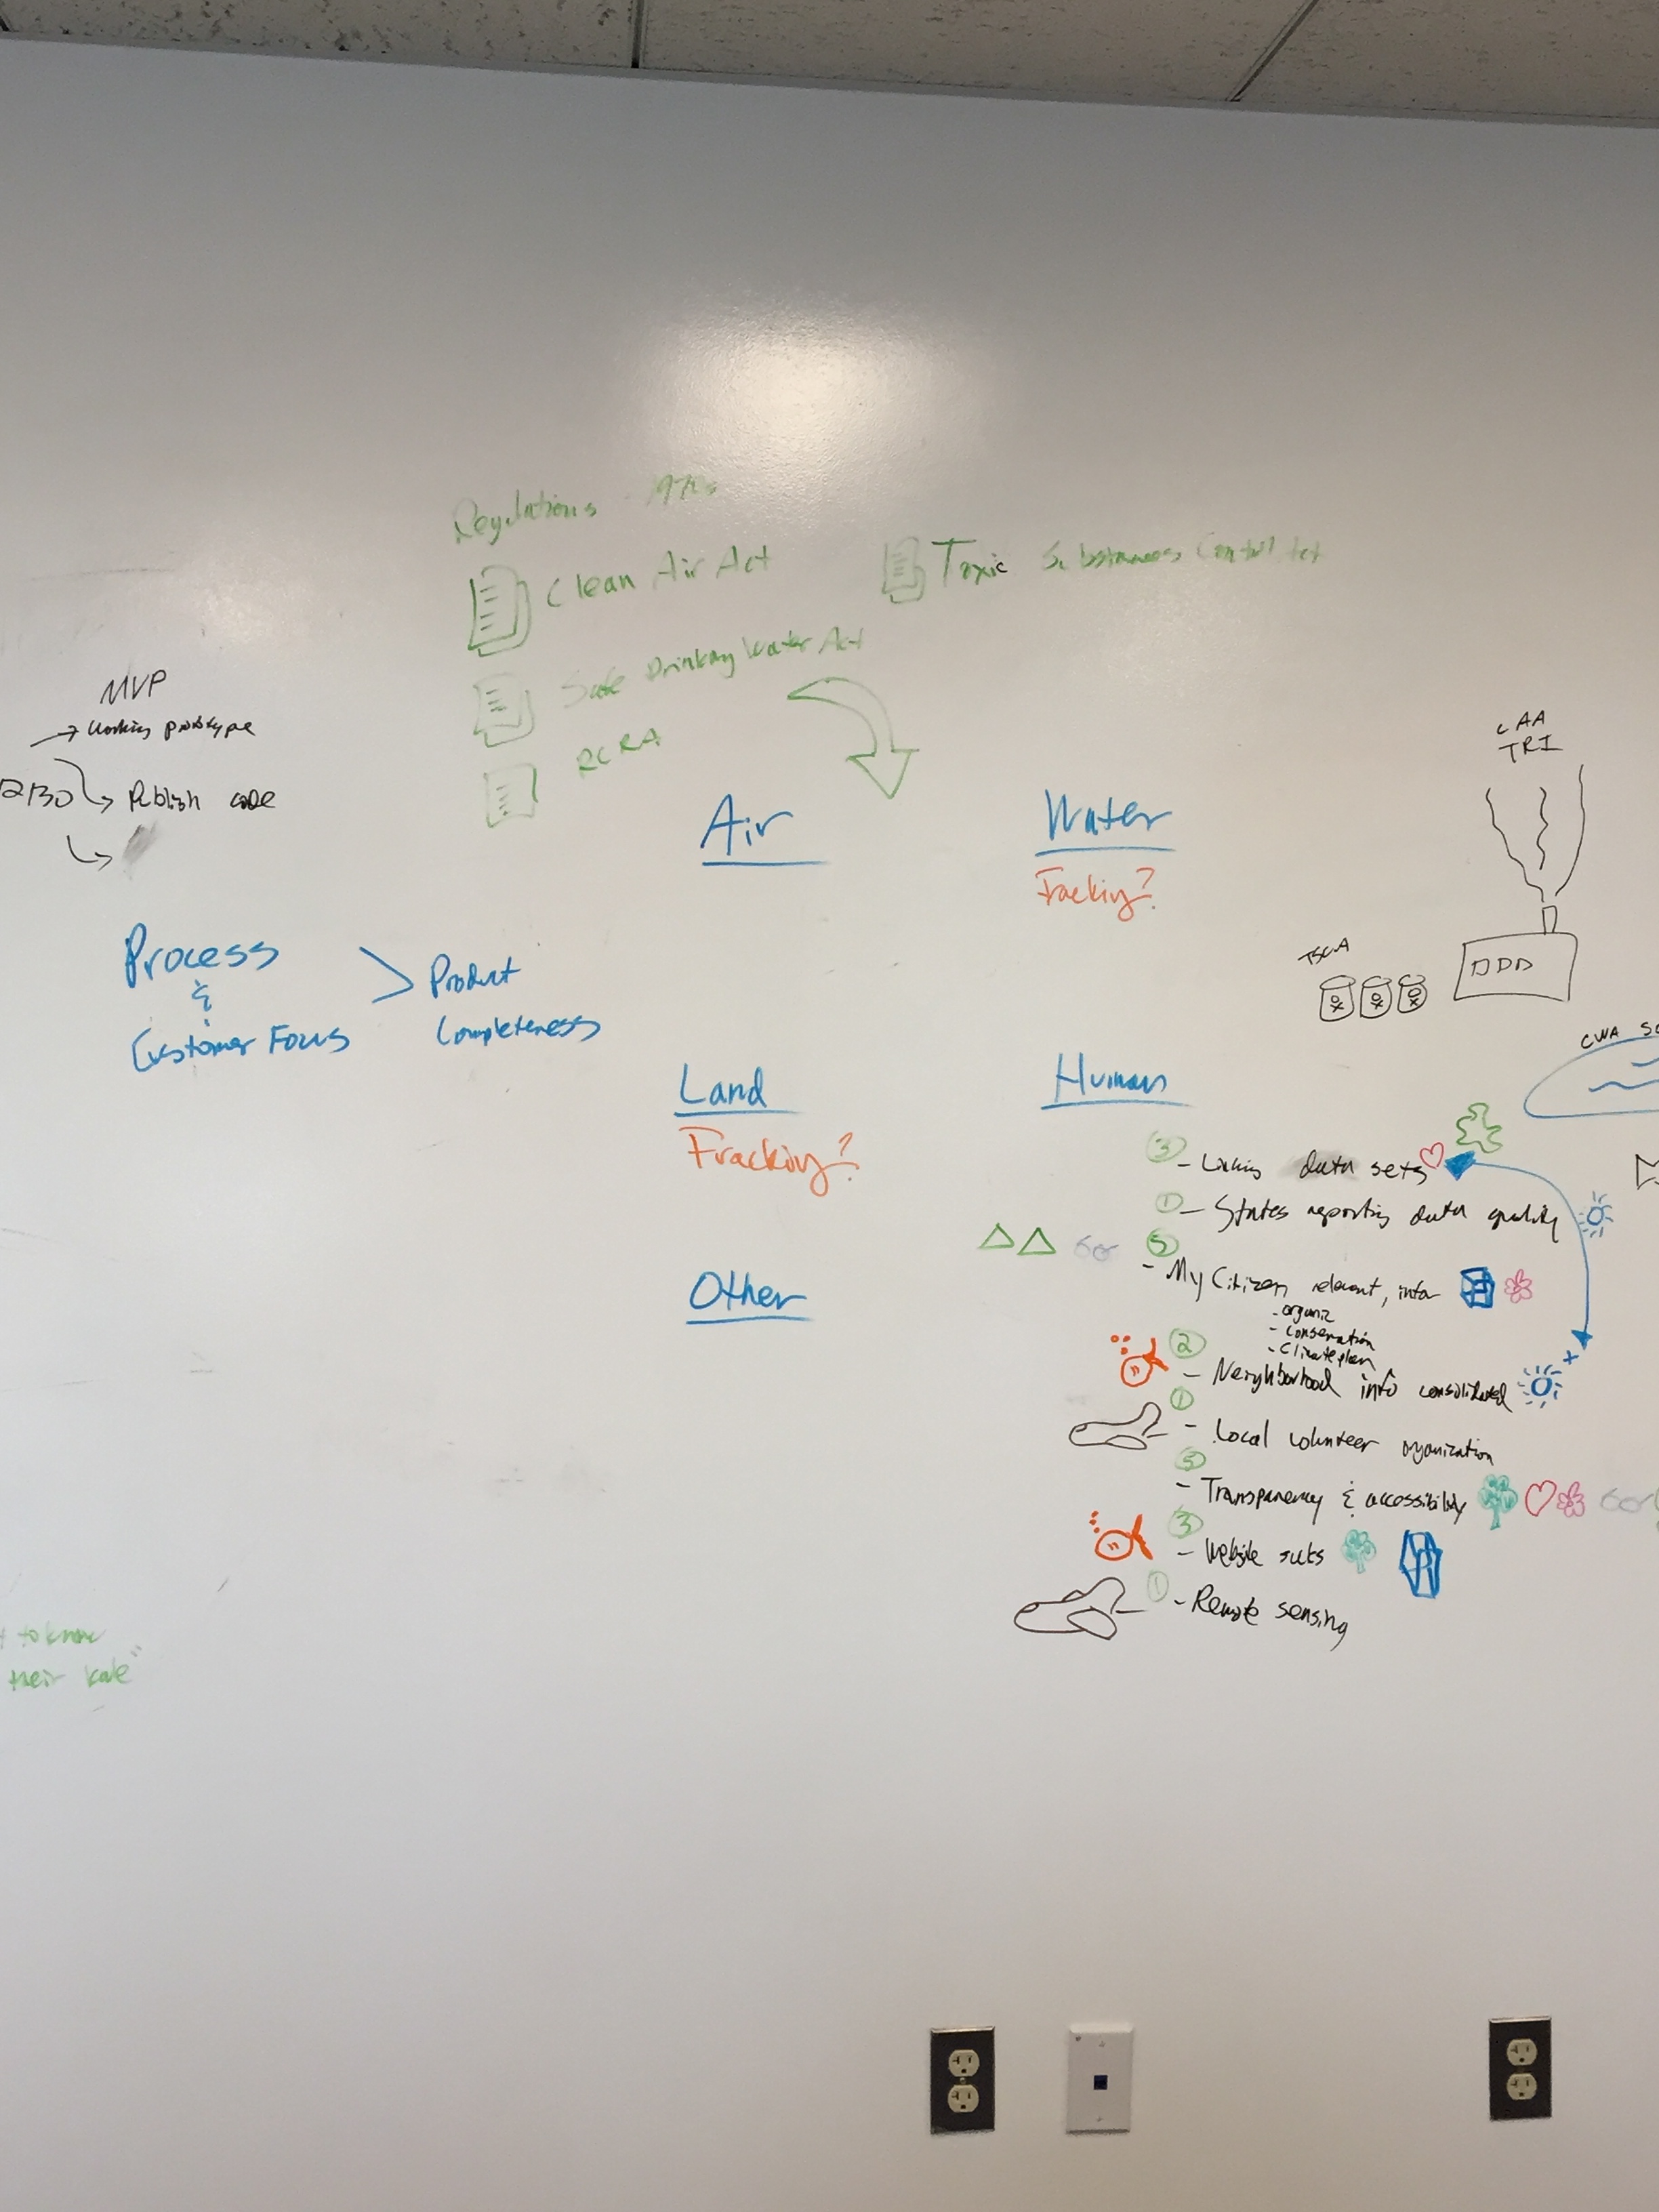 Regulations 1970s
Clean Air Act
Toxic Substances Control Act
Safe Drinking Water Act
RCRA
MVP
→ Working prototype
→ Publish code
Process
&
Customer Focus
> Product
Completeness
Air
Water
Fracking?
CAA
TRI
TSCA
CWA
Land
Fracking?
Human
③ - Linking data sets
① - States reporting data quality
⑤ - My Citizen relevant, info
- organiz
- Conservation
- Climate plan
② - Neighborhood info consolidated
① - Local volunteer organization
⑤ - Transparency & accessibility
③ - Website sucks
① - Remote sensing
Other
to know
their kale"